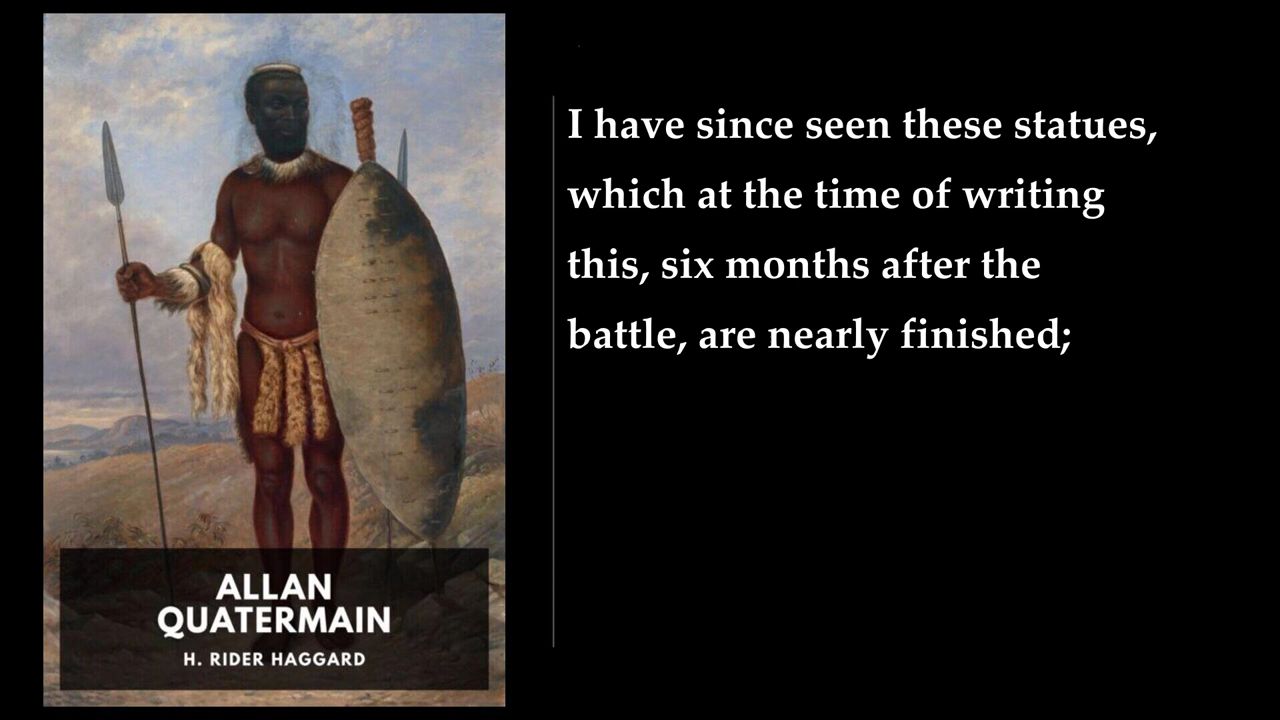 ALLAN
QUATERMAIN
H. RIDER HAGGARD
I have since seen these statues,
which at the time of writing
this, six months after the
battle, are nearly finished;